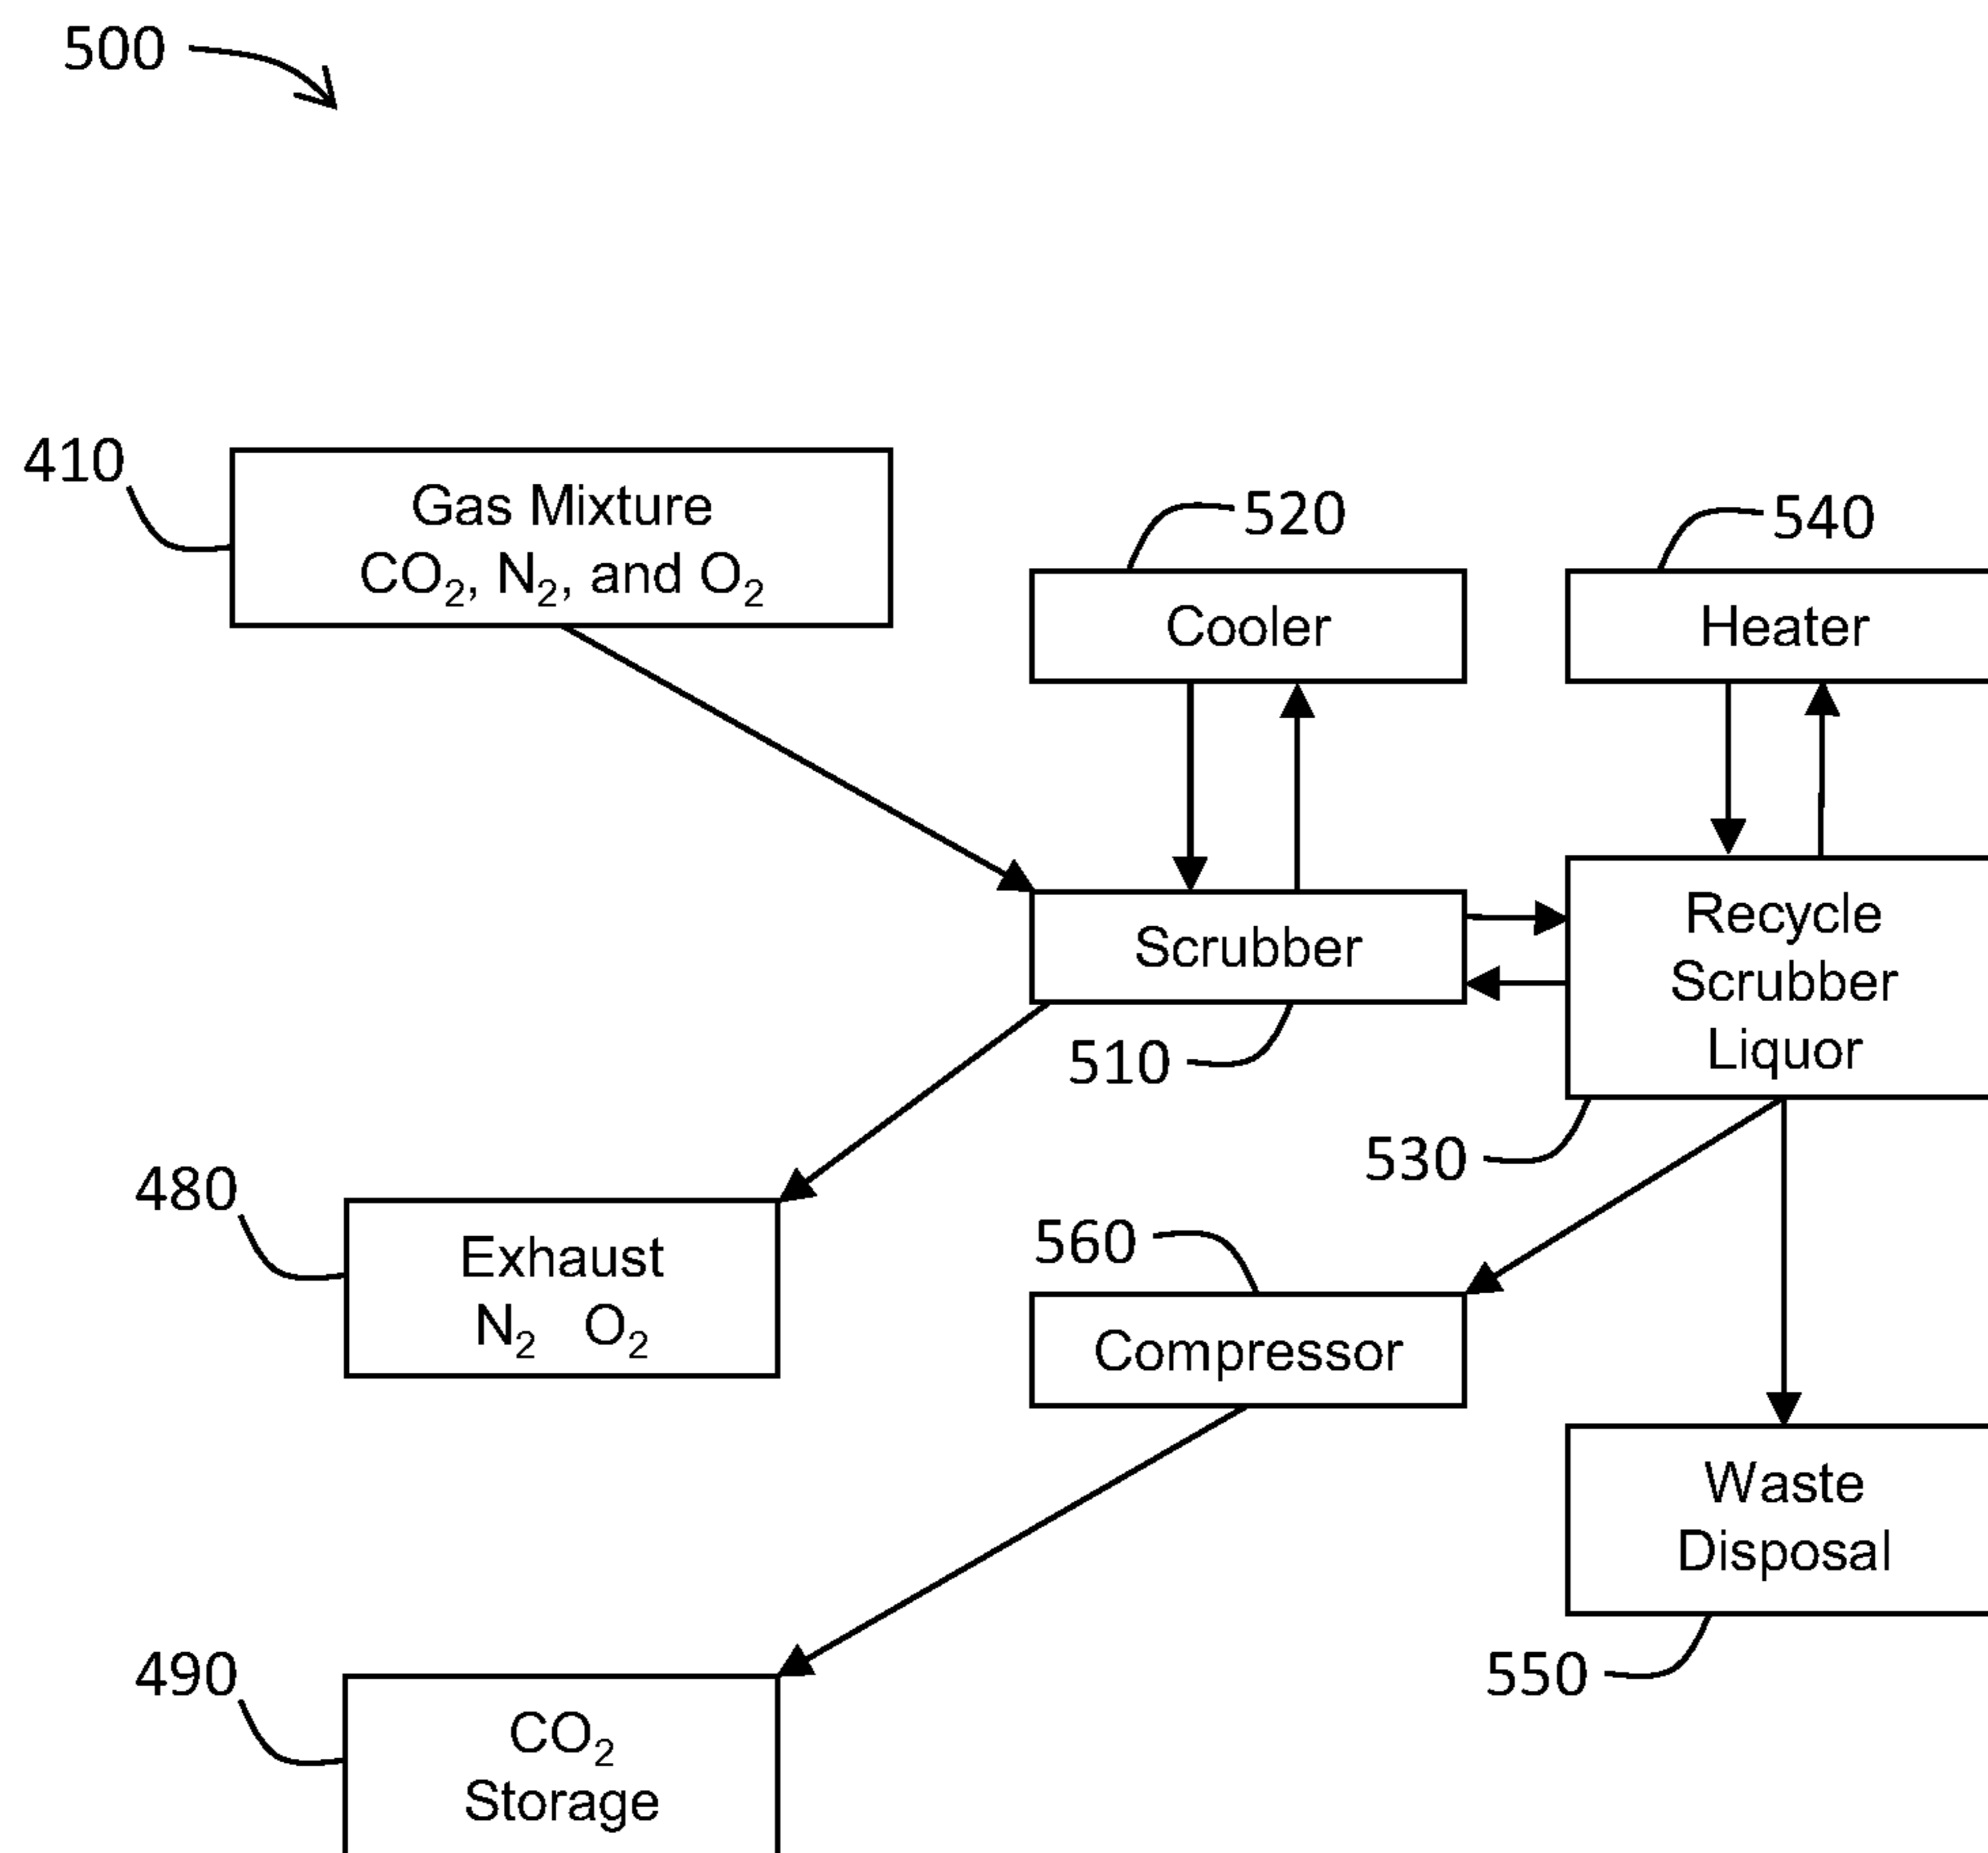 500
410
Gas Mixture
CO₂, N₂, and O₂
520
Cooler
540
Heater
Scrubber
510
Recycle
Scrubber
Liquor
530
480
Exhaust
N₂ O₂
560
Compressor
Waste
Disposal
550
490
CO₂
Storage